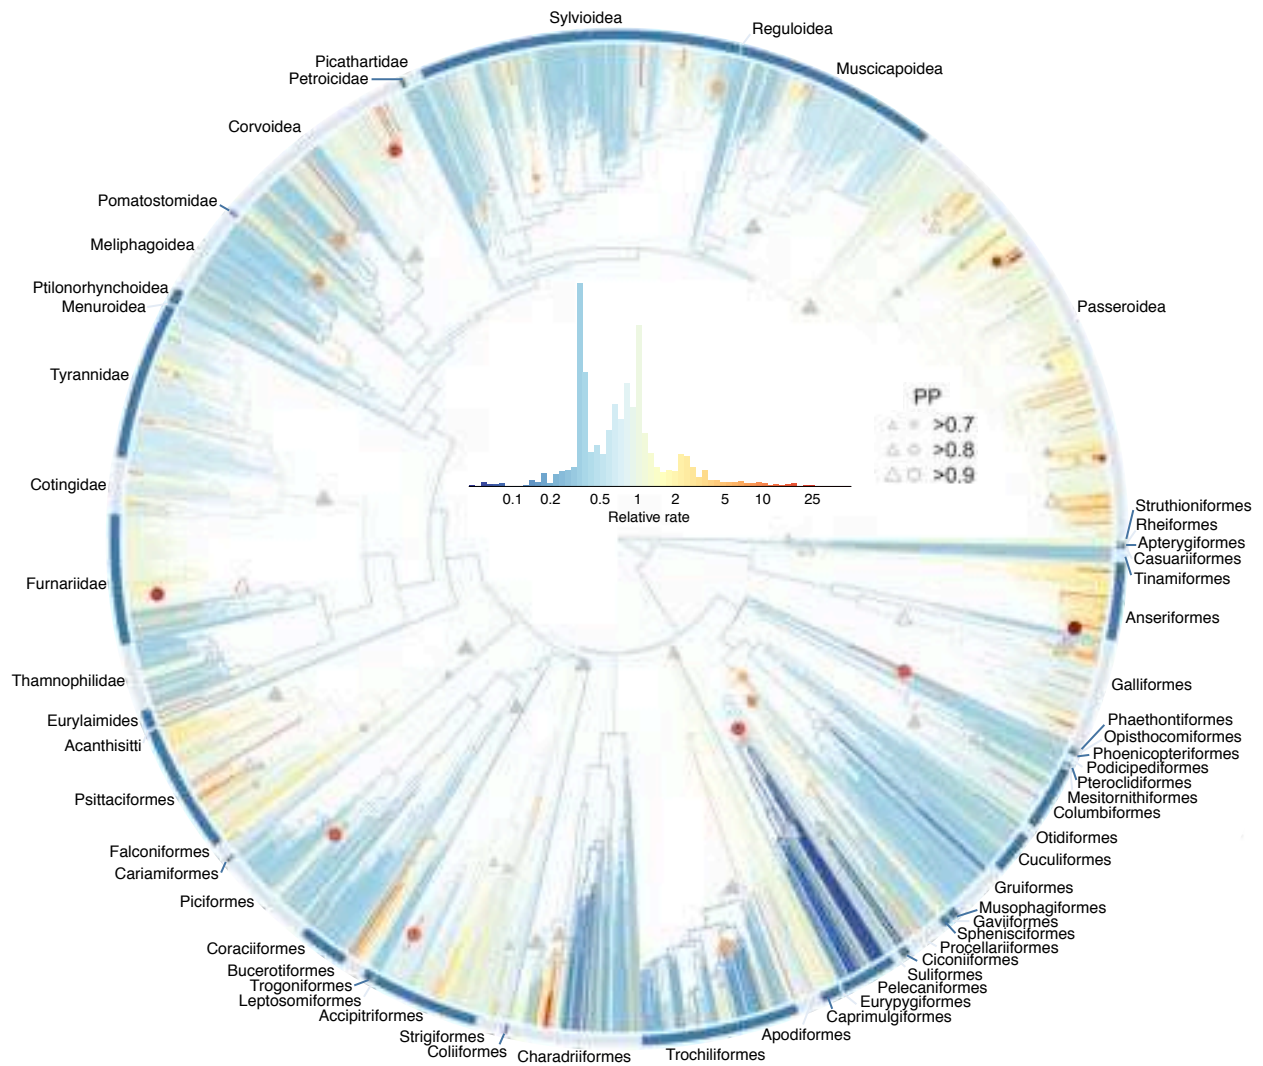 Sylvioidea
Reguloidea
Muscicapoidea
Picathartidae
Petroicidae
Corvoidea
Pomatostomidae
Meliphagoidea
Ptilonorhynchoidea
Menuroidea
Tyrannidae
Cotingidae
Furnariidae
Thamnophilidae
Eurylaimides
Acanthisitti
Psittaciformes
Falconiformes
Cariamiformes
Piciformes
Coraciiformes
Bucerotiformes
Trogoniformes
Leptosomiformes
Accipitriformes
Strigiformes
Coliiformes
Charadriiformes
Trochiliformes
Apodiformes
Caprimulgiformes
Eurypygiformes
Pelecaniformes
Suliformes
Ciconiiformes
Procellariiformes
Sphenisciformes
Gaviiformes
Musophagiformes
Gruiformes
Cuculiformes
Otidiformes
Columbiformes
Mesitornithiformes
Pteroclidiformes
Podicipediformes
Phoenicopteriformes
Opisthocomiformes
Phaethontiformes
Galliformes
Anseriformes
Tinamiformes
Casuariiformes
Apterygiformes
Rheiformes
Struthioniformes
Passeroidea
PP
>0.7
>0.8
>0.9
0.1 0.2 0.5 1 2 5 10 25
Relative rate